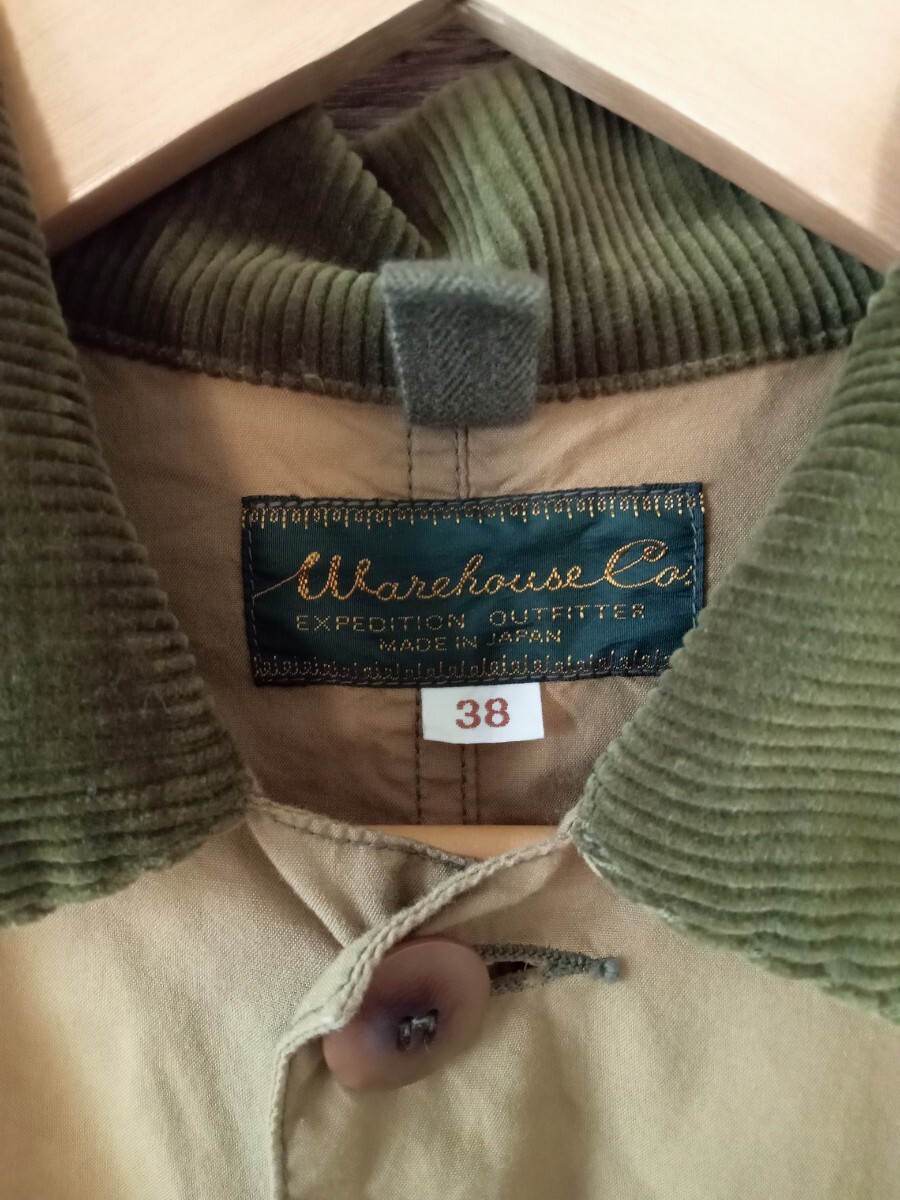 Warehouse Co
EXPEDITION OUTFITTER
MADE IN JAPAN
38